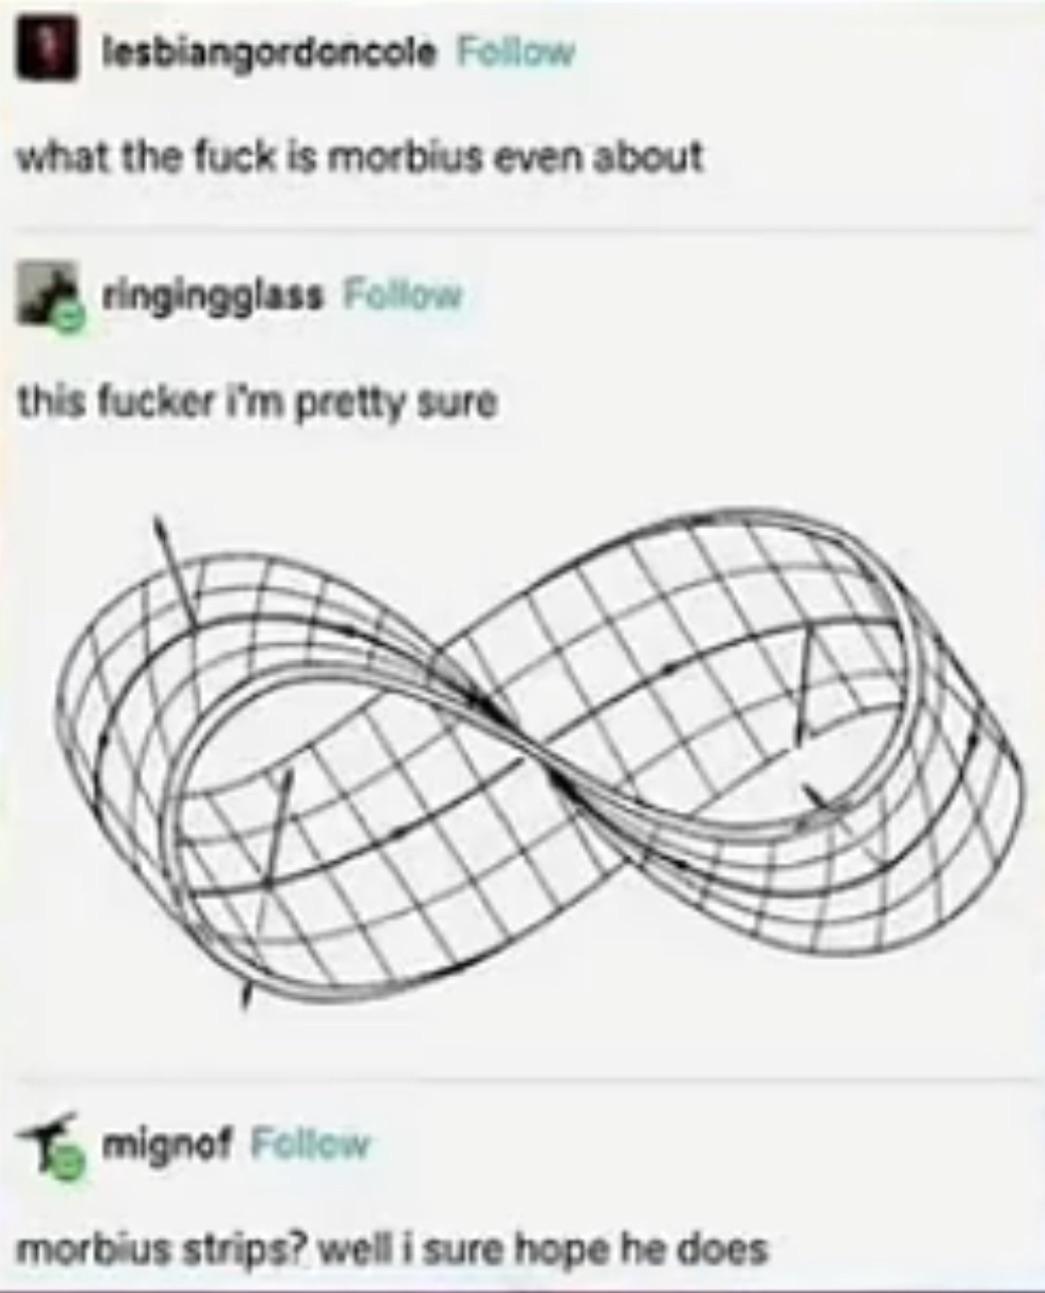 lesbiangordoncole Follow
what the fuck is morbius even about
ringingglass Follow
this fucker i'm pretty sure
mignof Follow
morbius strips? well i sure hope he does